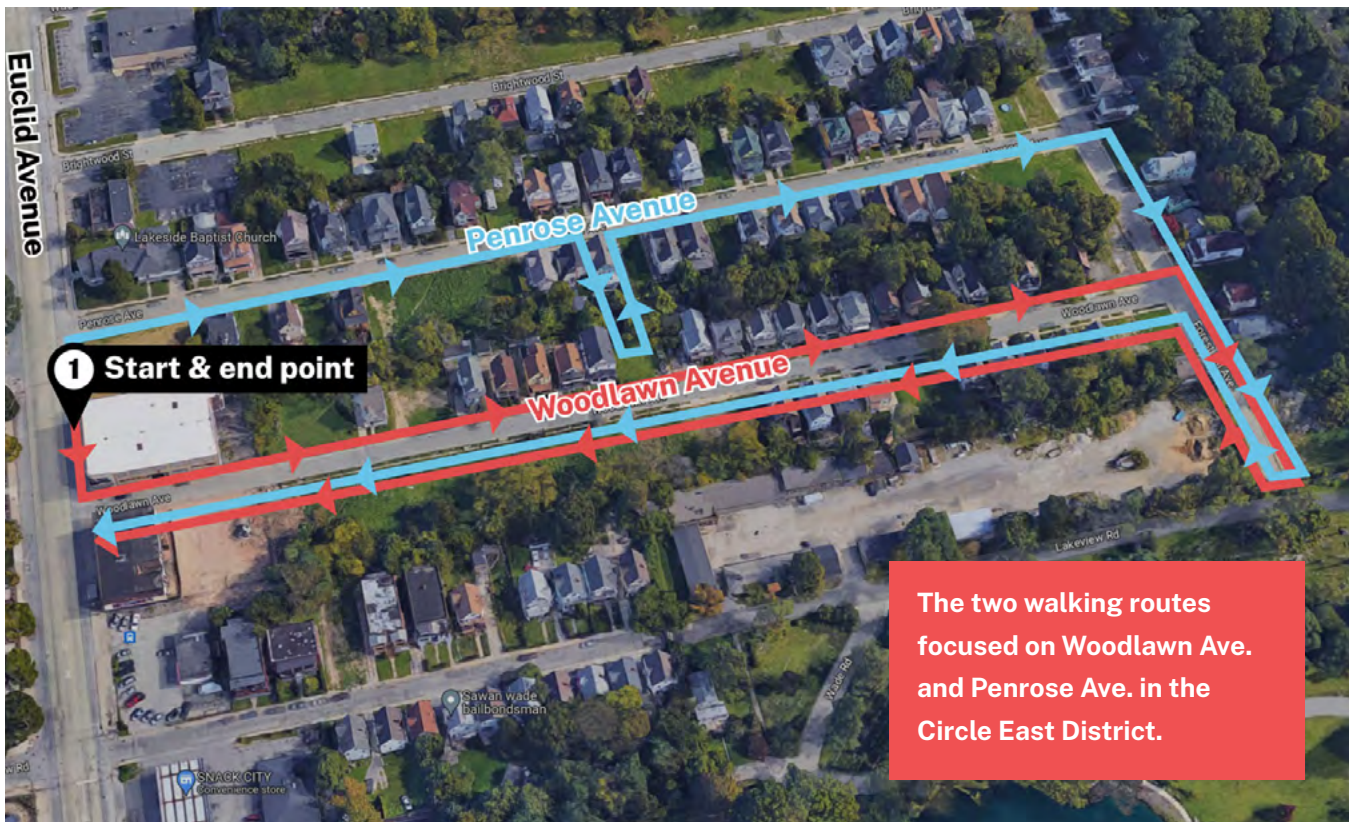 Euclid Avenue
Brightwood St
Brightwood St
Lakeside Baptist Church
Penrose Avenue
Penrose Ave
1 Start & end point
Woodlawn Ave
Woodlawn Avenue
Woodlawn Ave
Lakeview Rd
Wade Rd
Sawan wade
bailbondsman
SNACK CITY
Convenience store
The two walking routes
focused on Woodlawn Ave.
and Penrose Ave. in the
Circle East District.